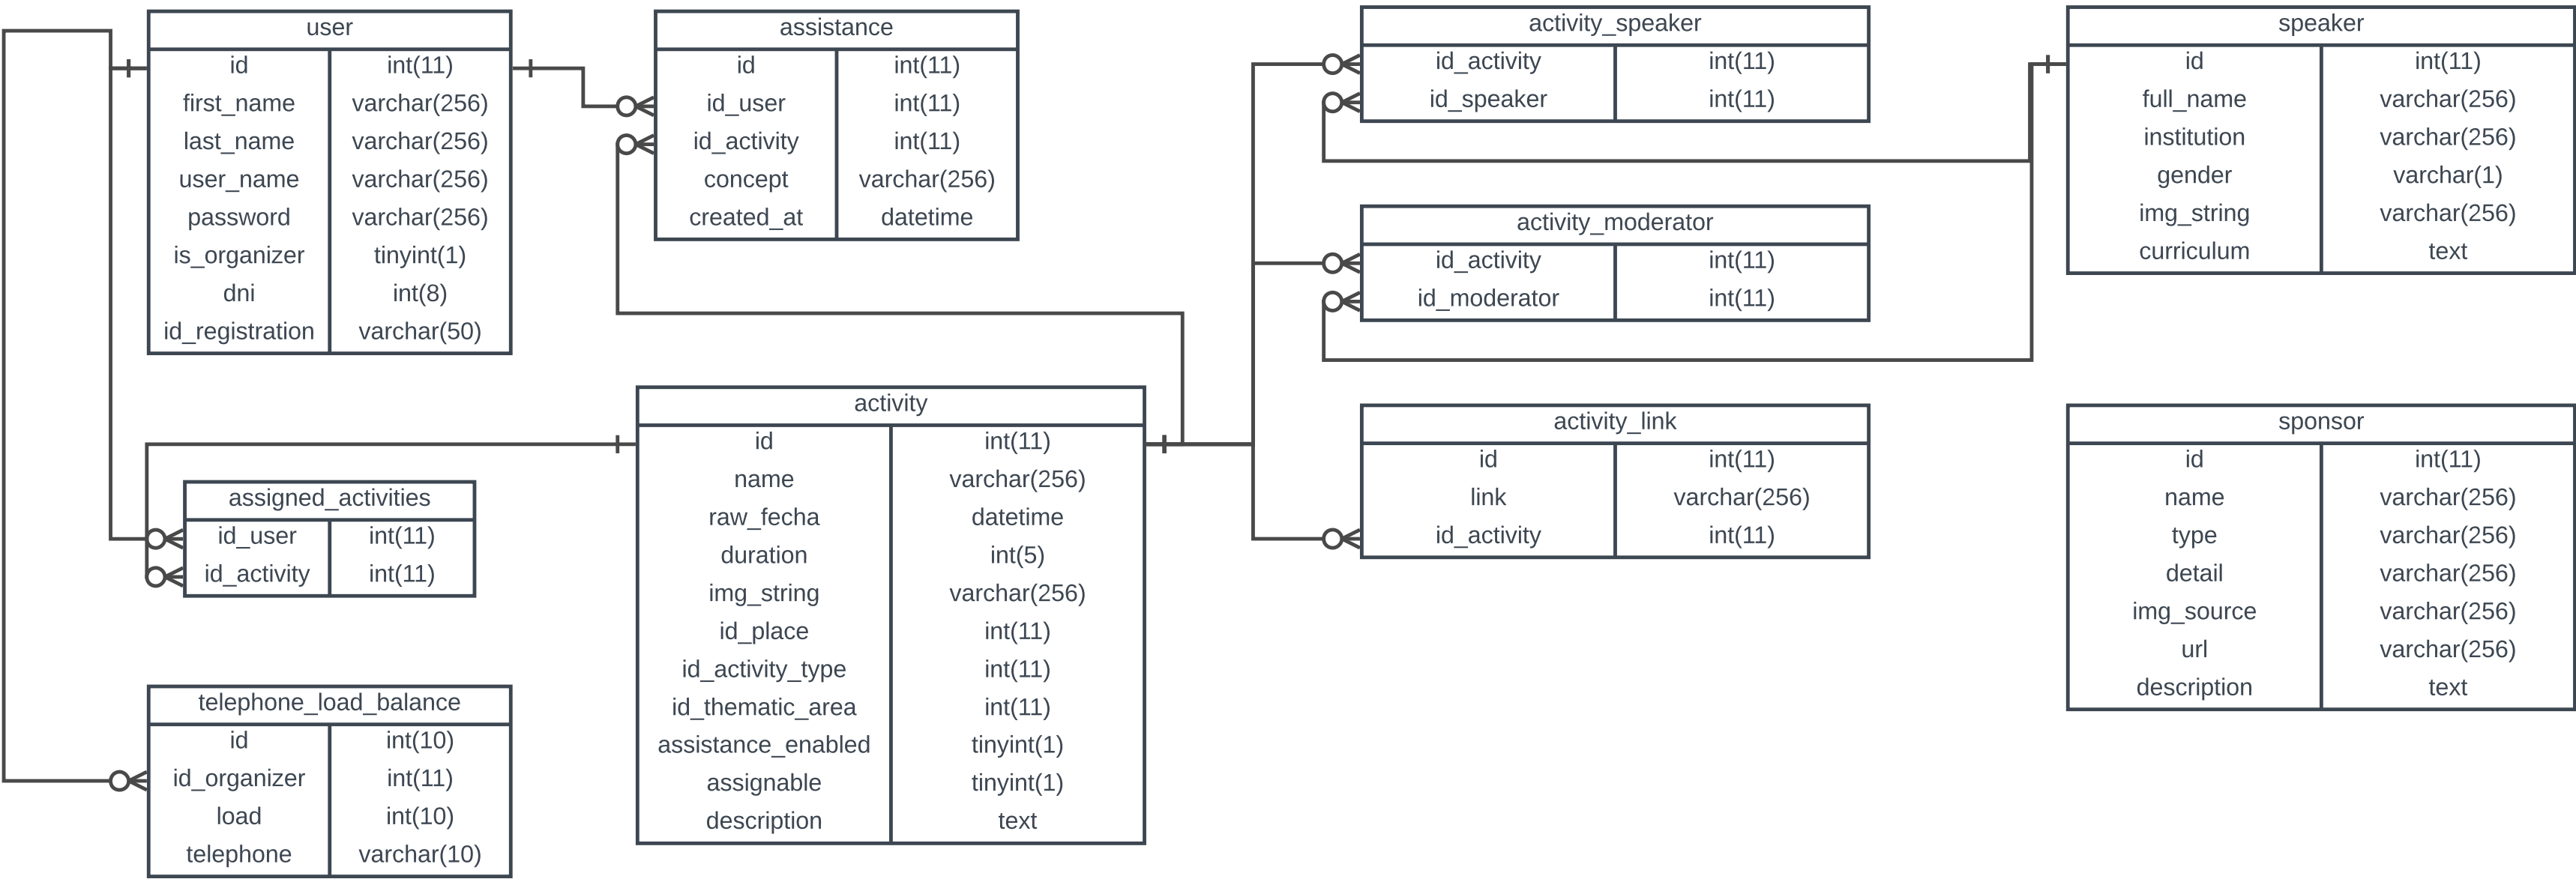 user
id int(11)
first_name varchar(256)
last_name varchar(256)
user_name varchar(256)
password varchar(256)
is_organizer tinyint(1)
dni int(8)
id_registration varchar(50)
assistance
id int(11)
id_user int(11)
id_activity int(11)
concept varchar(256)
created_at datetime
activity_speaker
id_activity int(11)
id_speaker int(11)
speaker
id int(11)
full_name varchar(256)
institution varchar(256)
gender varchar(1)
img_string varchar(256)
curriculum text
activity_moderator
id_activity int(11)
id_moderator int(11)
activity
id int(11)
name varchar(256)
raw_fecha datetime
duration int(5)
img_string varchar(256)
id_place int(11)
id_activity_type int(11)
id_thematic_area int(11)
assistance_enabled tinyint(1)
assignable tinyint(1)
description text
activity_link
id int(11)
link varchar(256)
id_activity int(11)
sponsor
id int(11)
name varchar(256)
type varchar(256)
detail varchar(256)
img_source varchar(256)
url varchar(256)
description text
assigned_activities
id_user int(11)
id_activity int(11)
telephone_load_balance
id int(10)
id_organizer int(11)
load int(10)
telephone varchar(10)